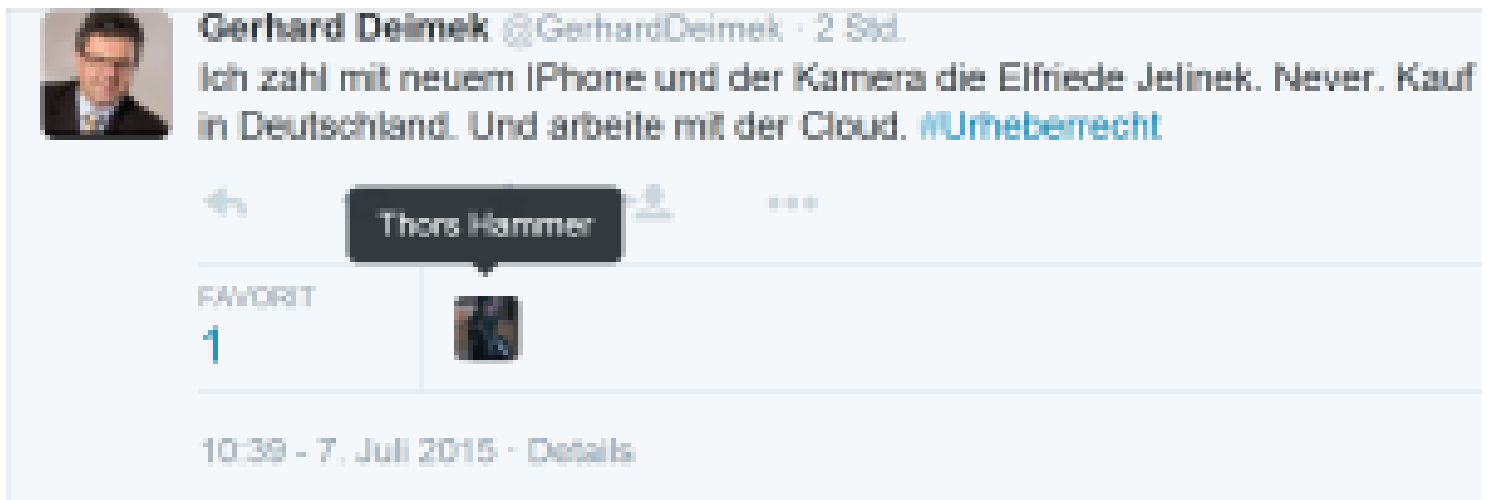 Gerhard Deimek @GerhardDeimek · 2 Std.
Ich zahl mit neuem IPhone und der Kamera die Elfriede Jelinek. Never. Kauf
in Deutschland. Und arbeite mit der Cloud. #Urheberrecht
Thors Hammer
FAVORIT
1
10:39 - 7. Juli 2015 · Details